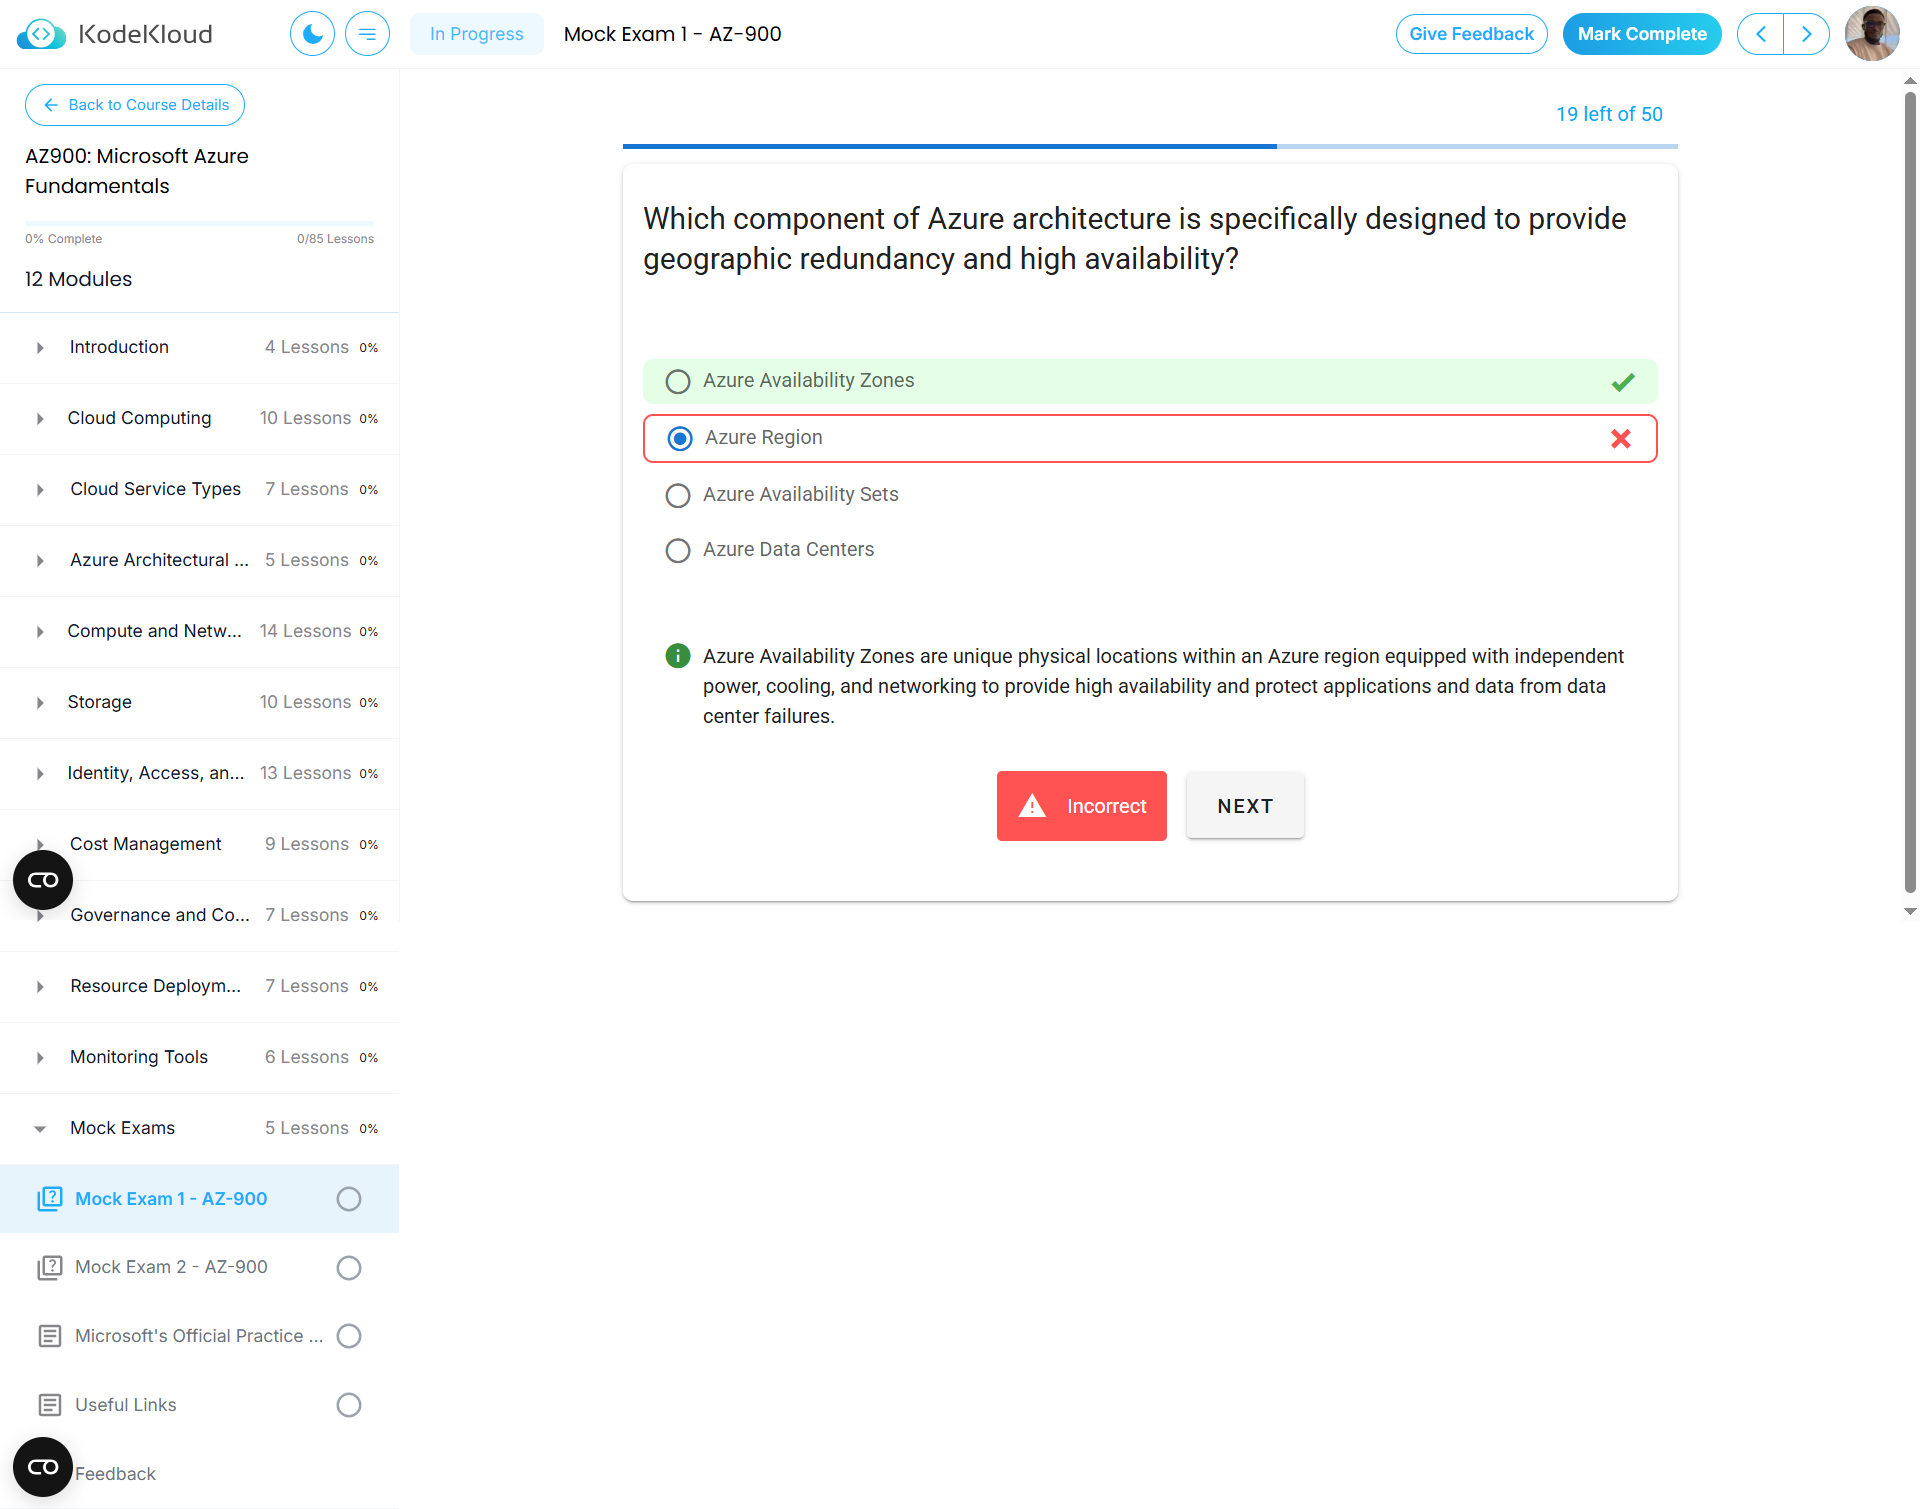 KodeKloud
In Progress
Mock Exam 1 - AZ-900
Give Feedback
Mark Complete
Back to Course Details
AZ900: Microsoft Azure
Fundamentals
0% Complete
0/85 Lessons
12 Modules
Introduction
4 Lessons
0%
Cloud Computing
10 Lessons
0%
Cloud Service Types
7 Lessons
0%
Azure Architectural ...
5 Lessons
0%
Compute and Netw...
14 Lessons
0%
Storage
10 Lessons
0%
Identity, Access, an...
13 Lessons
0%
Cost Management
9 Lessons
0%
Governance and Co...
7 Lessons
0%
Resource Deploym...
7 Lessons
0%
Monitoring Tools
6 Lessons
0%
Mock Exams
5 Lessons
0%
Mock Exam 1 - AZ-900
Mock Exam 2 - AZ-900
Microsoft's Official Practice ...
Useful Links
Feedback
19 left of 50
Which component of Azure architecture is specifically designed to provide
geographic redundancy and high availability?
Azure Availability Zones
Azure Region
Azure Availability Sets
Azure Data Centers
Azure Availability Zones are unique physical locations within an Azure region equipped with independent
power, cooling, and networking to provide high availability and protect applications and data from data
center failures.
Incorrect
NEXT